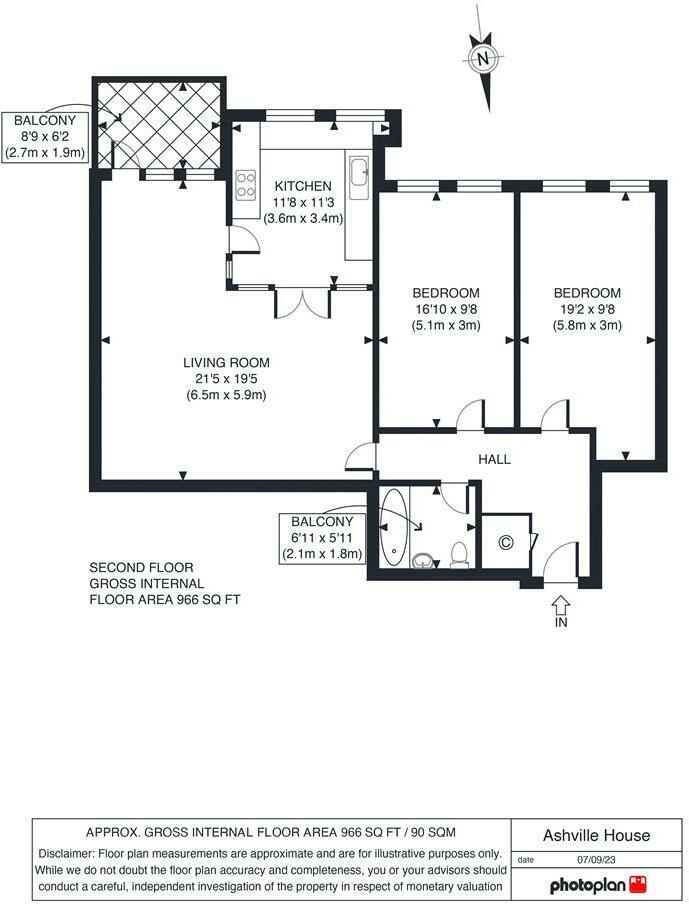 N
BALCONY
8'9 x 6'2
(2.7m x 1.9m)
KITCHEN
11'8 x 11'3
(3.6m x 3.4m)
BEDROOM
16'10 x 9'8
(5.1m x 3m)
BEDROOM
19'2 x 9'8
(5.8m x 3m)
LIVING ROOM
21'5 x 19'5
(6.5m x 5.9m)
HALL
BALCONY
6'11 x 5'11
(2.1m x 1.8m)
C
IN
SECOND FLOOR
GROSS INTERNAL
FLOOR AREA 966 SQ FT
APPROX. GROSS INTERNAL FLOOR AREA 966 SQ FT / 90 SQM
Disclaimer: Floor plan measurements are approximate and are for illustrative purposes only.
While we do not doubt the floor plan accuracy and completeness, you or your advisors should
conduct a careful, independent investigation of the property in respect of monetary valuation
Ashville House
date 07/09/23
photoplan